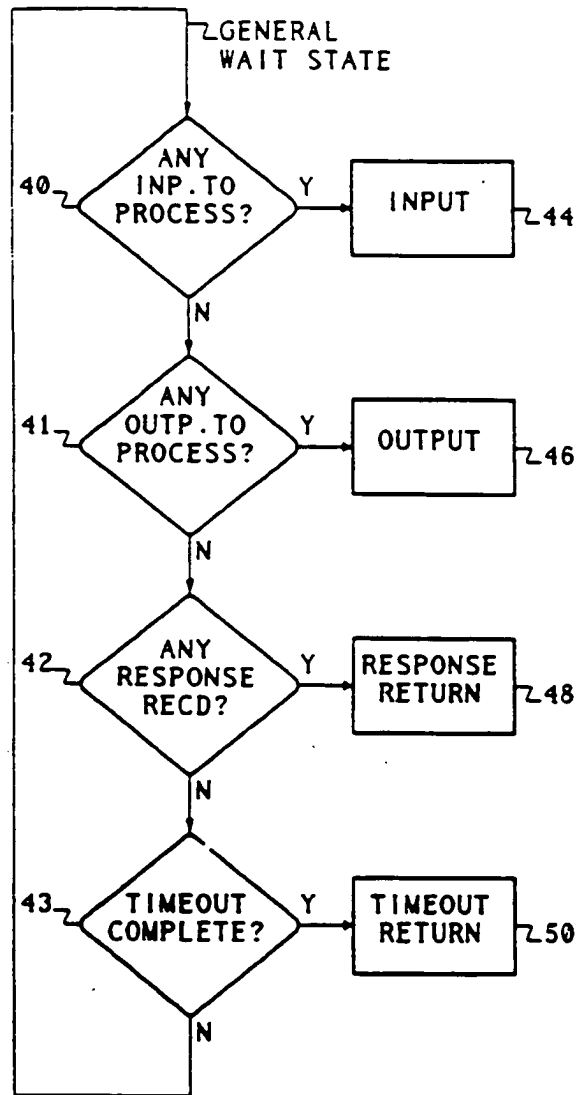 GENERAL
WAIT STATE
40
ANY
INP.TO
PROCESS?
Y
INPUT
44
N
41
ANY
OUTP.TO
PROCESS?
Y
OUTPUT
46
N
42
ANY
RESPONSE
RECD?
Y
RESPONSE
RETURN
48
N
43
TIMEOUT
COMPLETE?
Y
TIMEOUT
RETURN
50
N